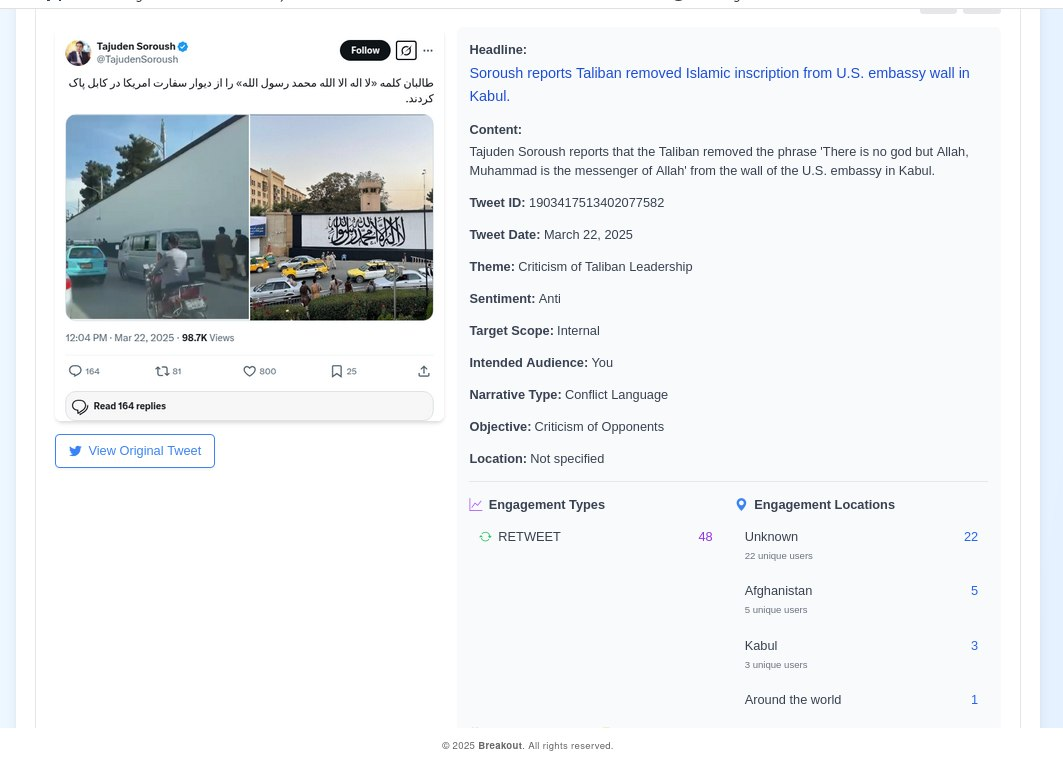 Tajuden Soroush
@TajudenSoroush
Follow
طالبان کلمه «لا اله الا الله محمد رسول الله» را از دیوار سفارت امریکا در کابل پاک
کردند.
لا اله الا الله محمد رسول الله
12:04 PM · Mar 22, 2025 · 98.7K Views
164
81
800
25
Read 164 replies
View Original Tweet
Headline:
Soroush reports Taliban removed Islamic inscription from U.S. embassy wall in
Kabul.
Content:
Tajuden Soroush reports that the Taliban removed the phrase 'There is no god but Allah,
Muhammad is the messenger of Allah' from the wall of the U.S. embassy in Kabul.
Tweet ID: 1903417513402077582
Tweet Date: March 22, 2025
Theme: Criticism of Taliban Leadership
Sentiment: Anti
Target Scope: Internal
Intended Audience: You
Narrative Type: Conflict Language
Objective: Criticism of Opponents
Location: Not specified
Engagement Types
RETWEET 48
Engagement Locations
Unknown 22
22 unique users
Afghanistan 5
5 unique users
Kabul 3
3 unique users
Around the world 1
© 2025 Breakout. All rights reserved.